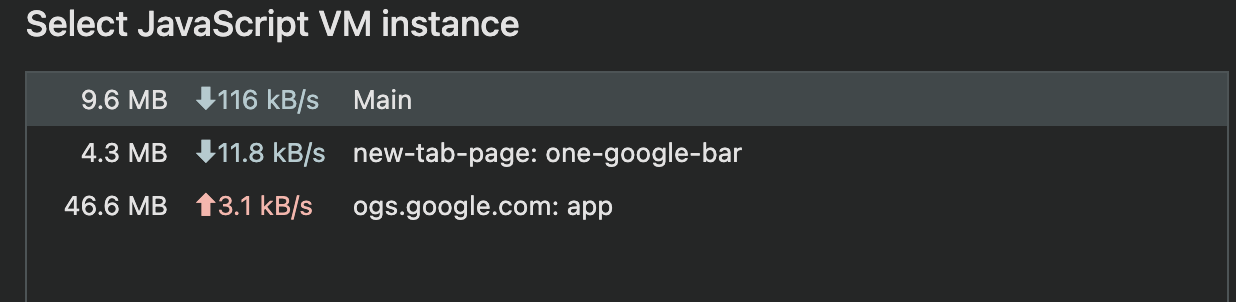 Select JavaScript VM instance
9.6 MB ⬇116 kB/s Main
4.3 MB ⬇11.8 kB/s new-tab-page: one-google-bar
46.6 MB ⬆3.1 kB/s ogs.google.com: app